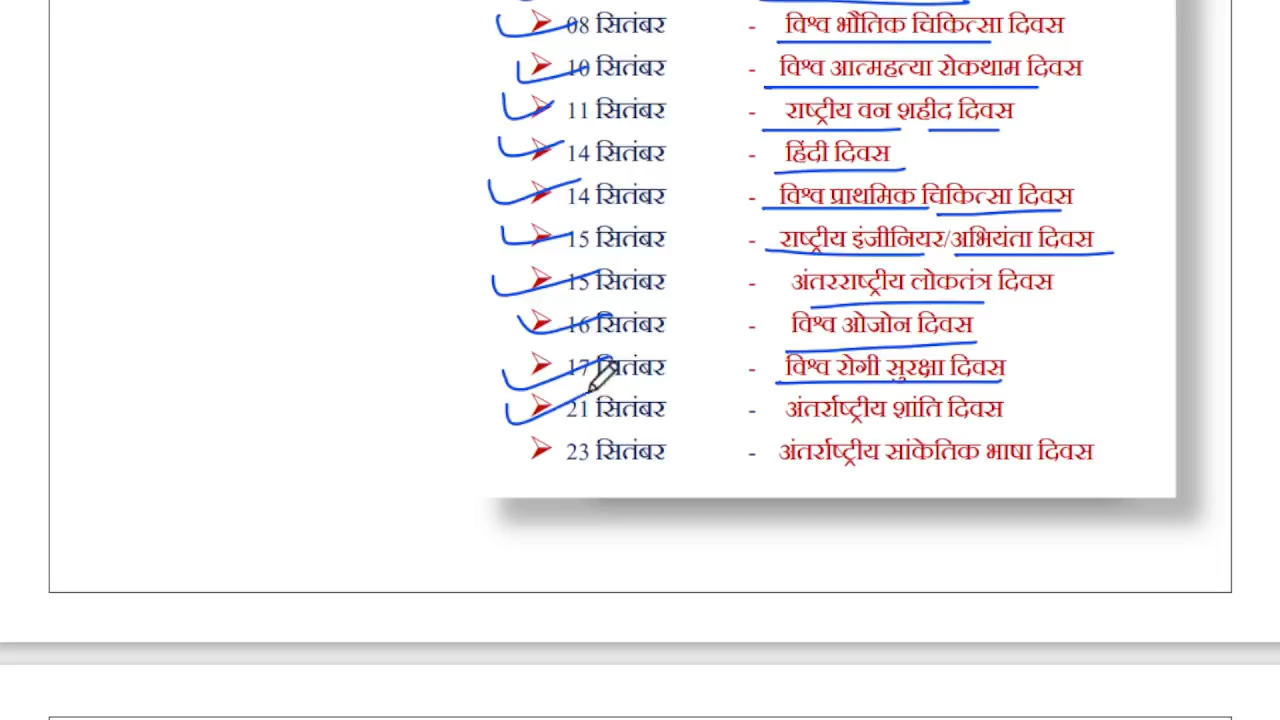 08 सितंबर - विश्व भौतिक चिकित्सा दिवस
10 सितंबर - विश्व आत्महत्या रोकथाम दिवस
11 सितंबर - राष्ट्रीय वन शहीद दिवस
14 सितंबर - हिंदी दिवस
14 सितंबर - विश्व प्राथमिक चिकित्सा दिवस
15 सितंबर - राष्ट्रीय इंजीनियर/अभियंता दिवस
15 सितंबर - अंतरराष्ट्रीय लोकतंत्र दिवस
16 सितंबर - विश्व ओजोन दिवस
17 सितंबर - विश्व रोगी सुरक्षा दिवस
21 सितंबर - अंतर्राष्ट्रीय शांति दिवस
23 सितंबर - अंतर्राष्ट्रीय सांकेतिक भाषा दिवस